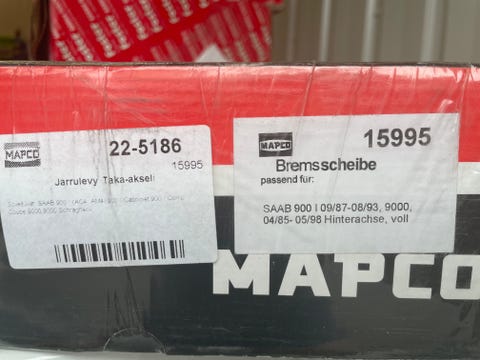 MAPCO
22-5186
15995
Jarrulevy Taka-akseli
MAPCO
15995
Bremsscheibe
passend für:
SAAB 900 I 09/87-08/93, 9000,
04/85- 05/98 Hinterachse, voll
MAPCO